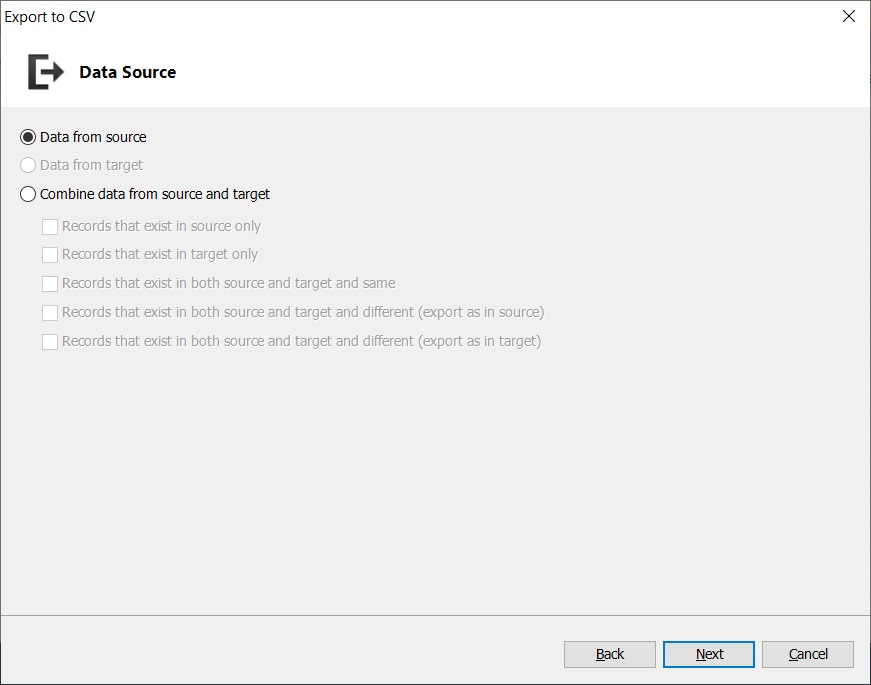 Export to CSV
Data Source
Data from source
Data from target
Combine data from source and target
Records that exist in source only
Records that exist in target only
Records that exist in both source and target and same
Records that exist in both source and target and different (export as in source)
Records that exist in both source and target and different (export as in target)
Back Next Cancel